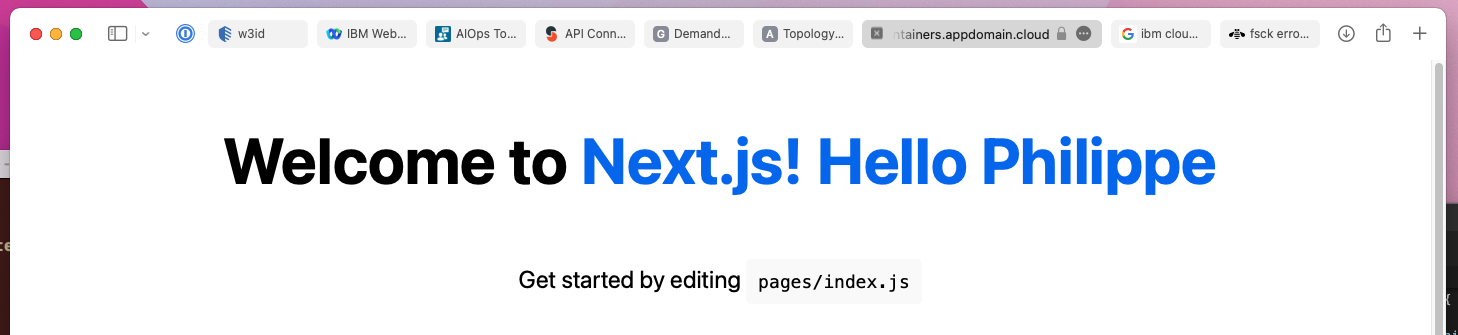 w3id
IBM Web...
AIOps To...
API Conn...
G Demand...
A Topology...
ntainers.appdomain.cloud
G ibm clou...
fsck erro...
Welcome to Next.js! Hello Philippe
Get started by editing pages/index.js
{